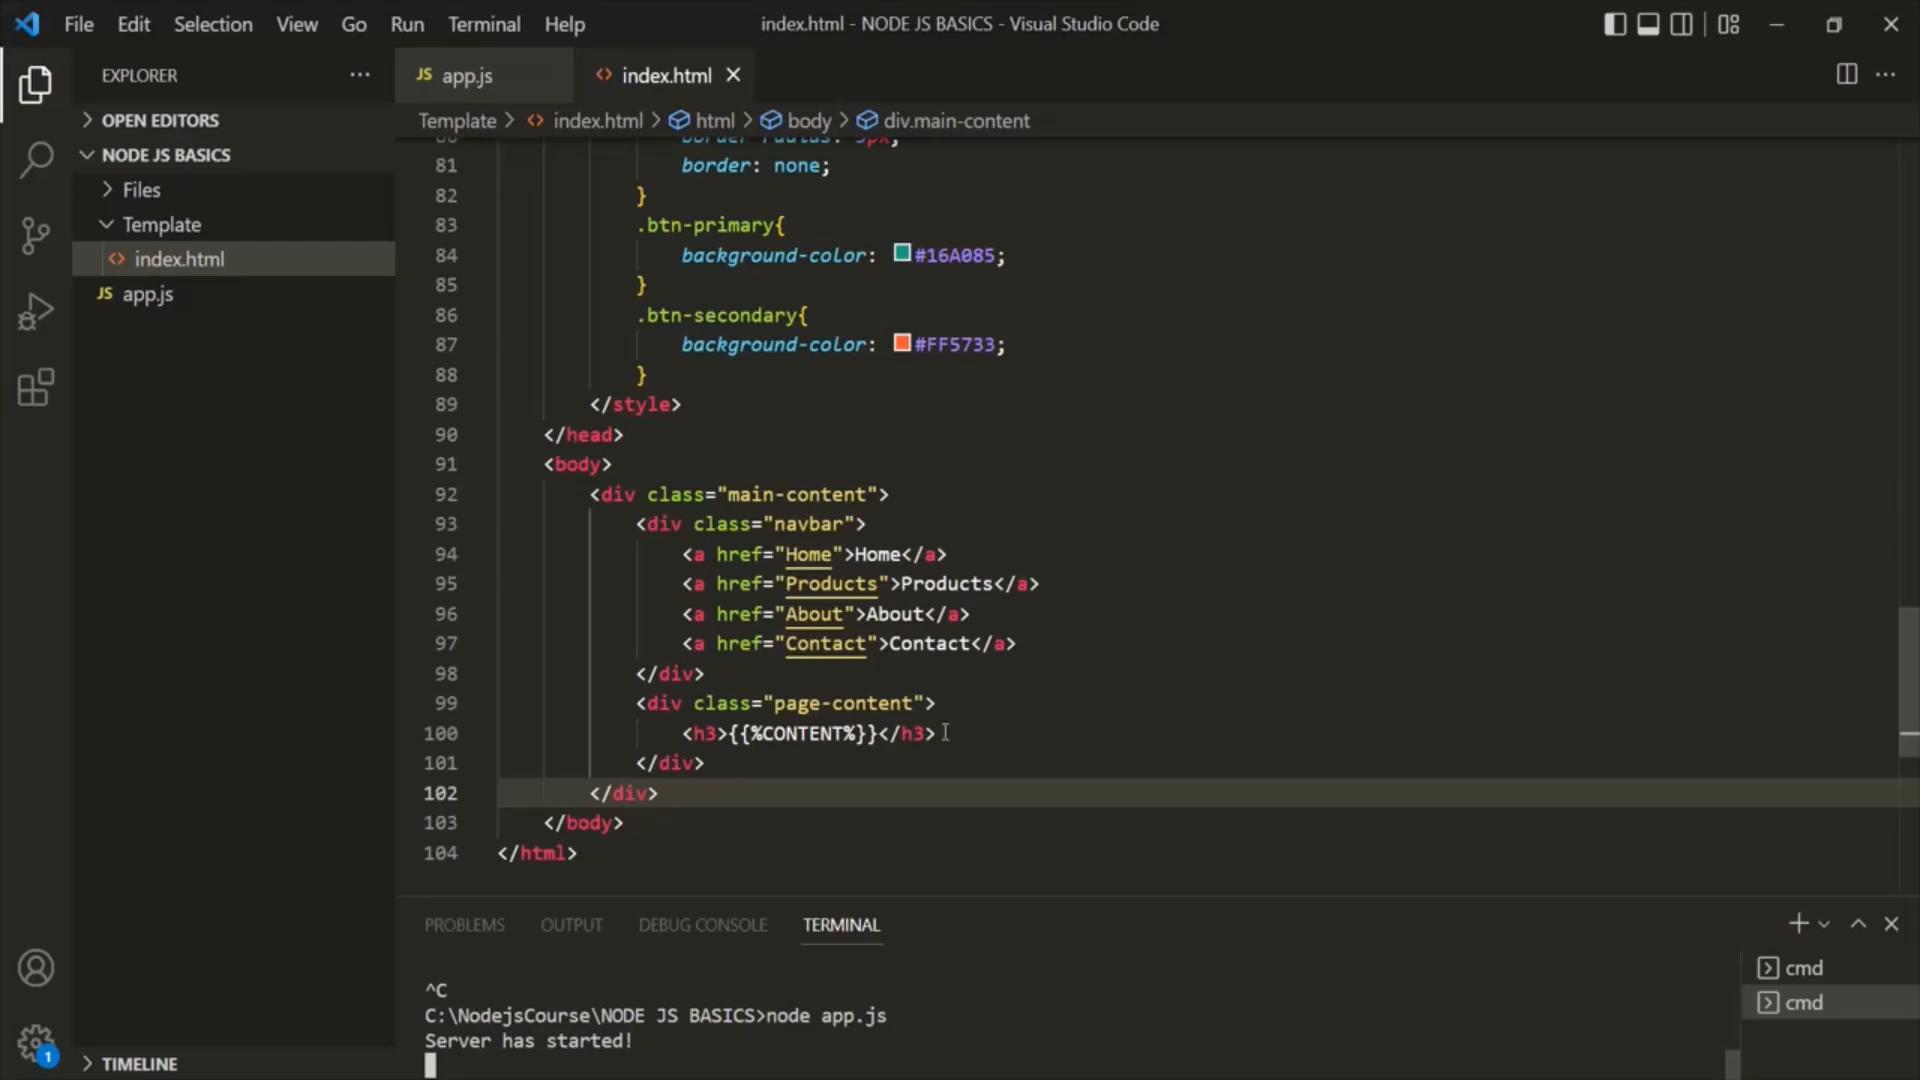 File Edit Selection View Go Run Terminal Help
index.html - NODE JS BASICS - Visual Studio Code
EXPLORER
OPEN EDITORS
NODE JS BASICS
Files
Template
<> index.html
JS app.js
TIMELINE
1
JS app.js
<> index.html
Template > <> index.html > html > body > div.main-content
80 border-radius: 5px;
81 border: none;
82 }
83 .btn-primary{
84 background-color: #16A085;
85 }
86 .btn-secondary{
87 background-color: #FF5733;
88 }
89 </style>
90 </head>
91 <body>
92 <div class="main-content">
93 <div class="navbar">
94 <a href="Home">Home</a>
95 <a href="Products">Products</a>
96 <a href="About">About</a>
97 <a href="Contact">Contact</a>
98 </div>
99 <div class="page-content">
100 <h3>{{%CONTENT%}}</h3>
101 </div>
102 </div>
103 </body>
104 </html>
PROBLEMS OUTPUT DEBUG CONSOLE TERMINAL
^C
C:\NodejsCourse\NODE JS BASICS>node app.js
Server has started!
cmd
cmd